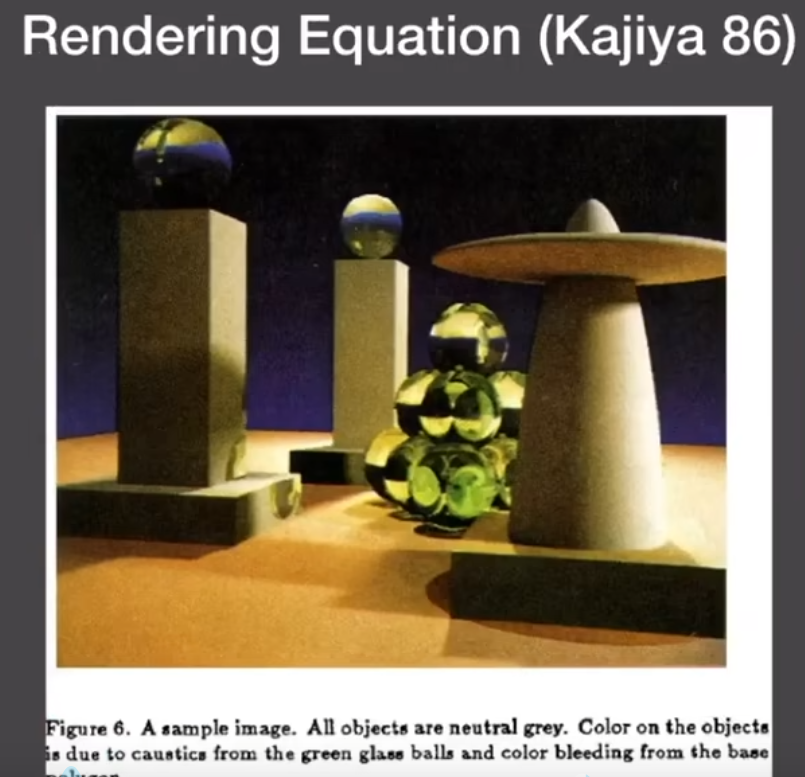 Rendering Equation (Kajiya 86)
Figure 6. A sample image. All objects are neutral grey. Color on the objects
is due to caustics from the green glass balls and color bleeding from the base